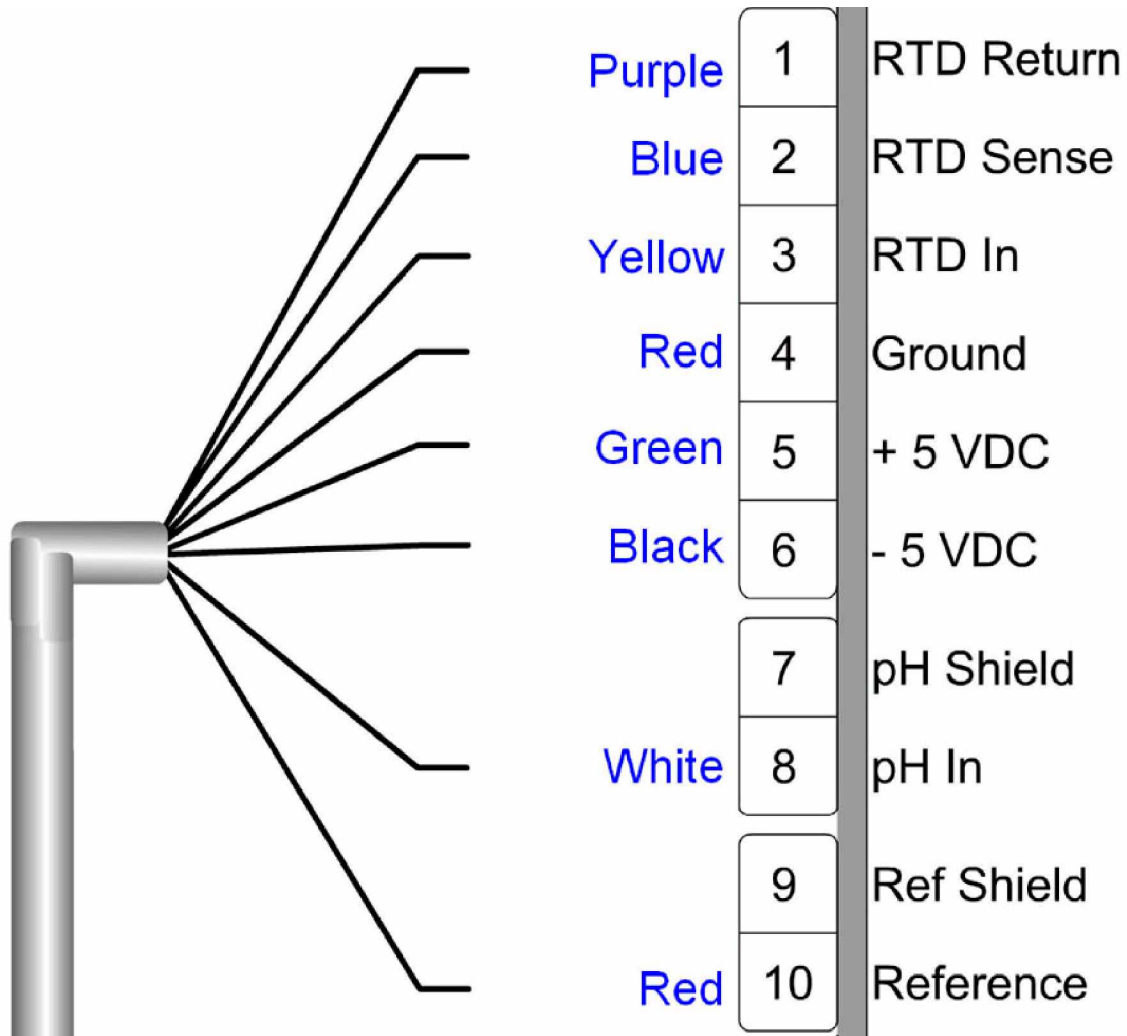 Purple 1 RTD Return
Blue 2 RTD Sense
Yellow 3 RTD In
Red 4 Ground
Green 5 + 5 VDC
Black 6 - 5 VDC
7 pH Shield
White 8 pH In
9 Ref Shield
Red 10 Reference